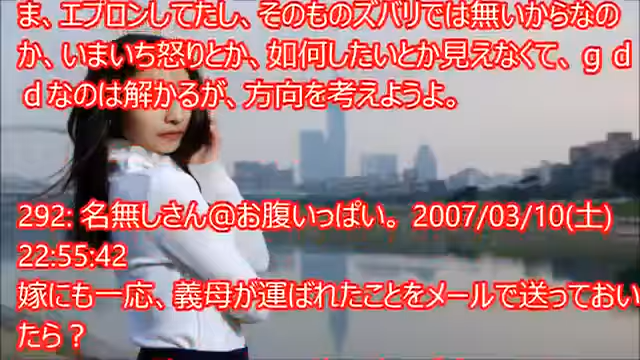 ま、エプロンしてたし、そのものズバリでは無いからなの
か、いまいち怒りとか、如何したいとか見えなくて、ｇｄ
ｄなのは解かるが、方向を考えようよ。
292: 名無しさん@お腹いっぱい。 2007/03/10(土)
22:55:42
嫁にも一応、義母が運ばれたことをメールで送っておい
たら？